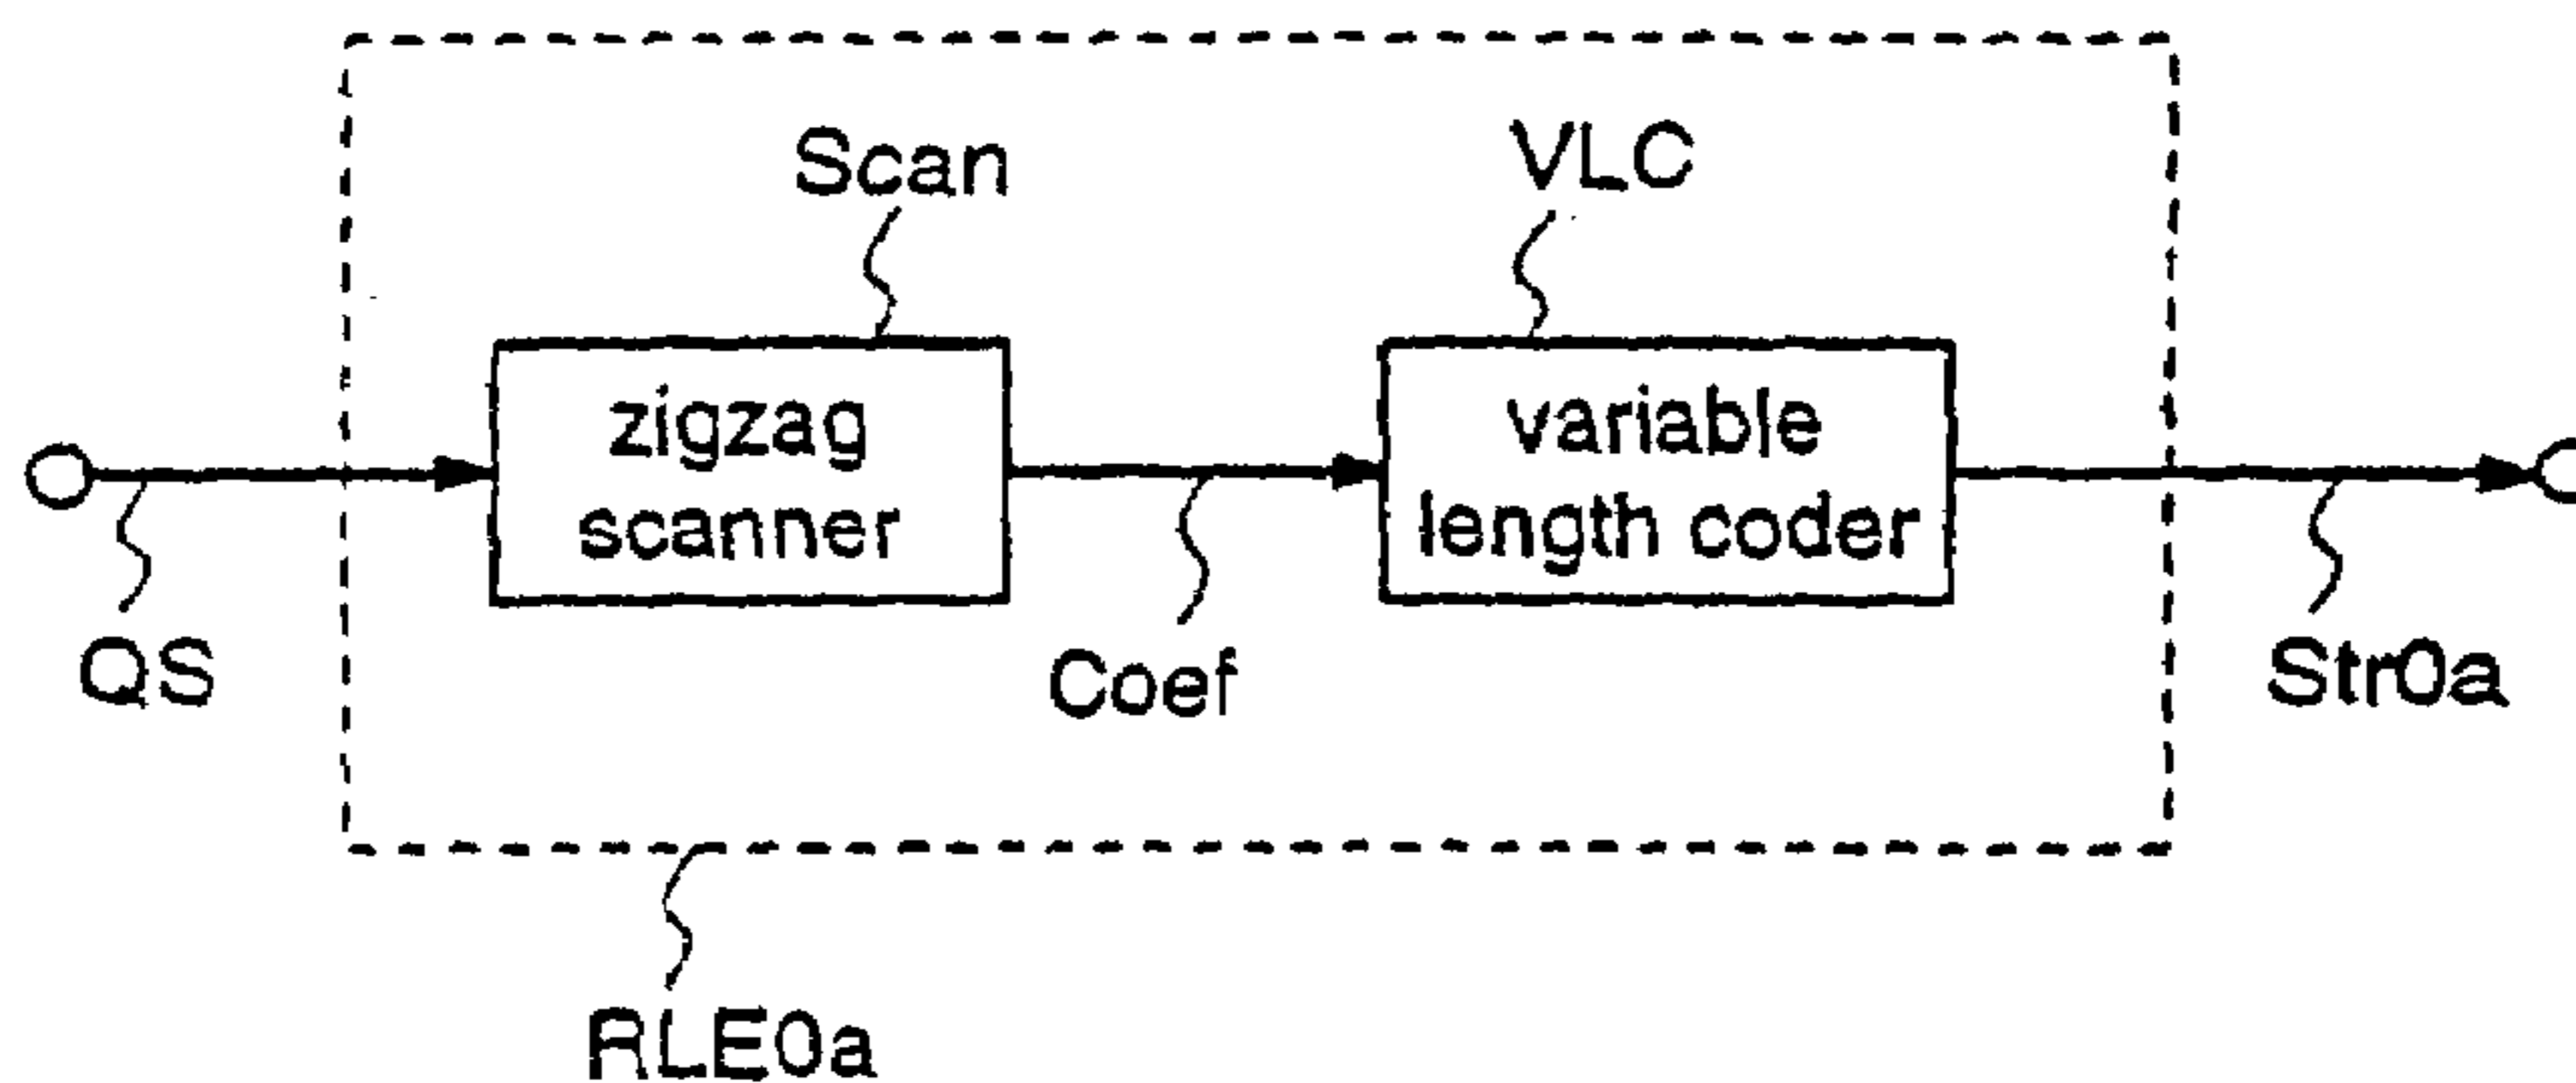 Scan
VLC
zigzag
scanner
variable
length coder
QS
Coef
Str0a
RLE0a